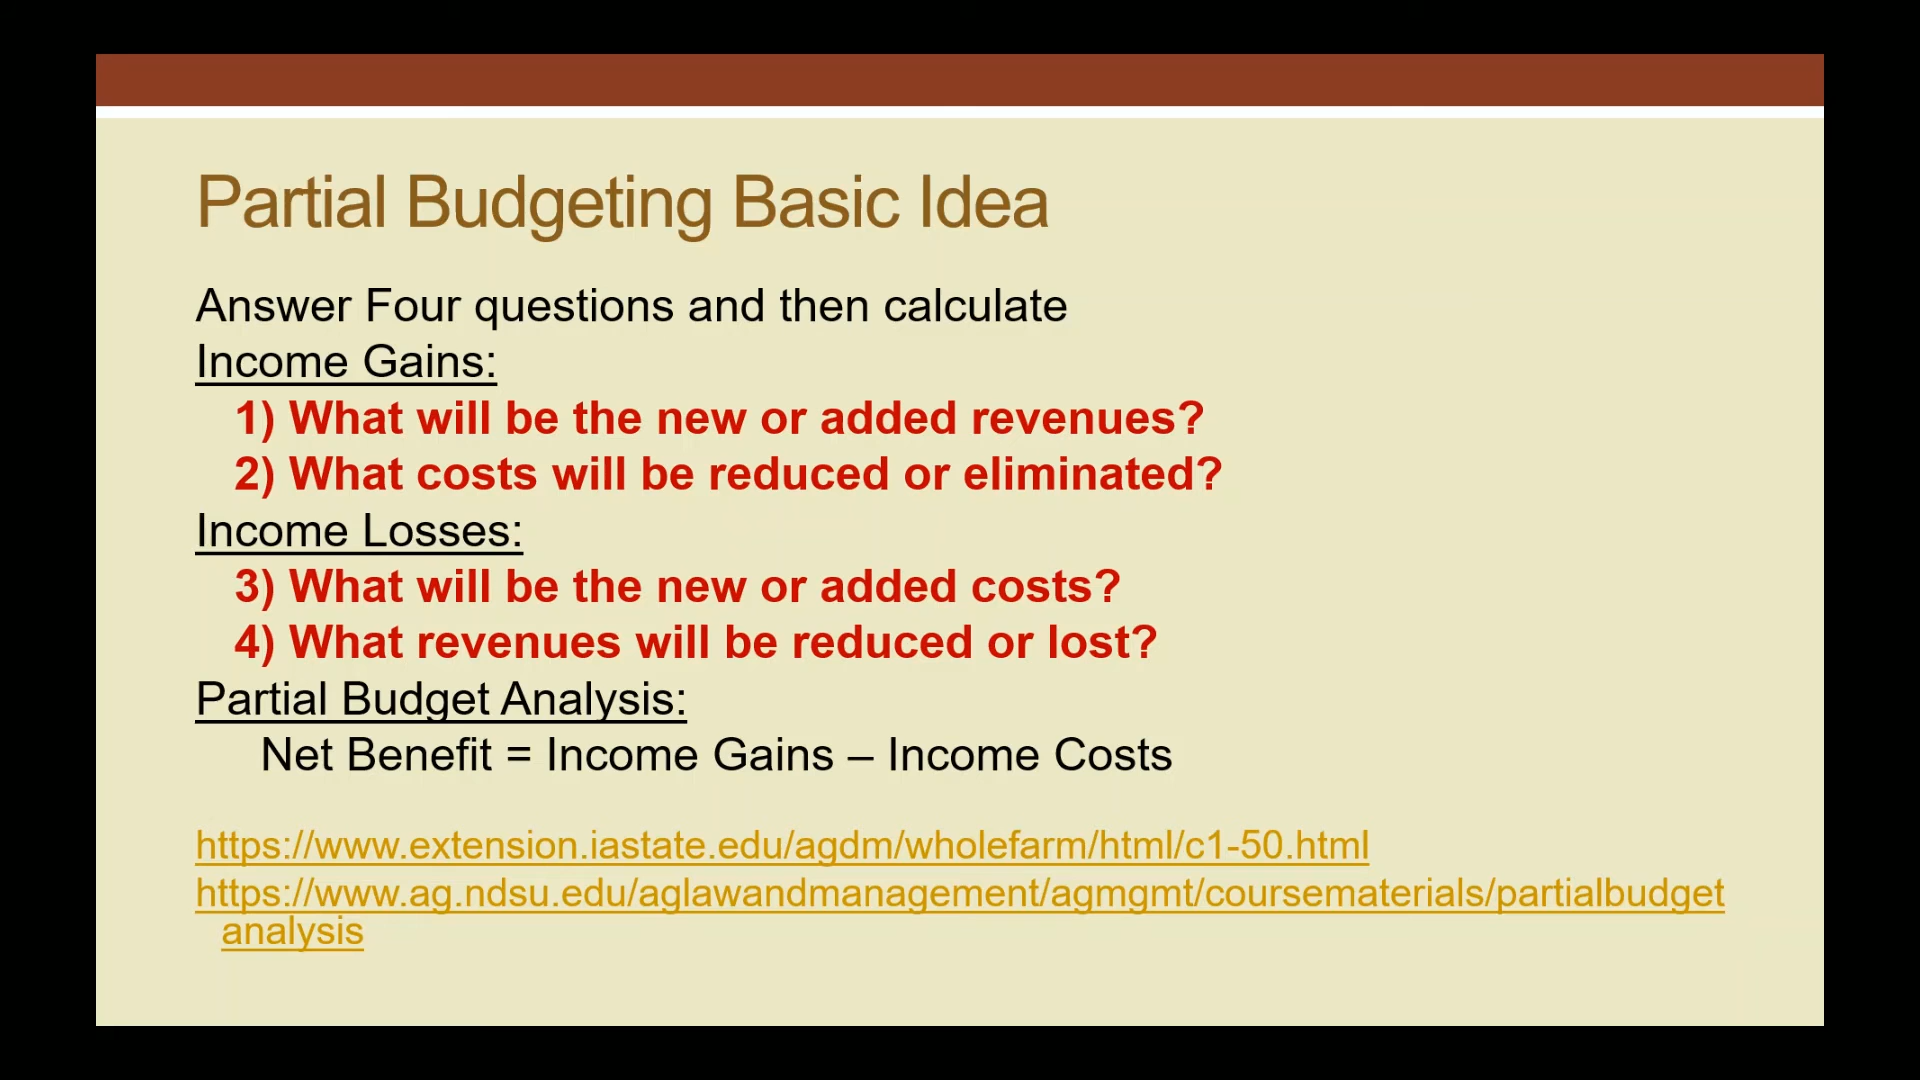 Partial Budgeting Basic Idea
Answer Four questions and then calculate
Income Gains:
1) What will be the new or added revenues?
2) What costs will be reduced or eliminated?
Income Losses:
3) What will be the new or added costs?
4) What revenues will be reduced or lost?
Partial Budget Analysis:
Net Benefit = Income Gains – Income Costs
https://www.extension.iastate.edu/agdm/wholefarm/html/c1-50.html
https://www.ag.ndsu.edu/aglawandmanagement/agmgmt/coursematerials/partialbudget
analysis